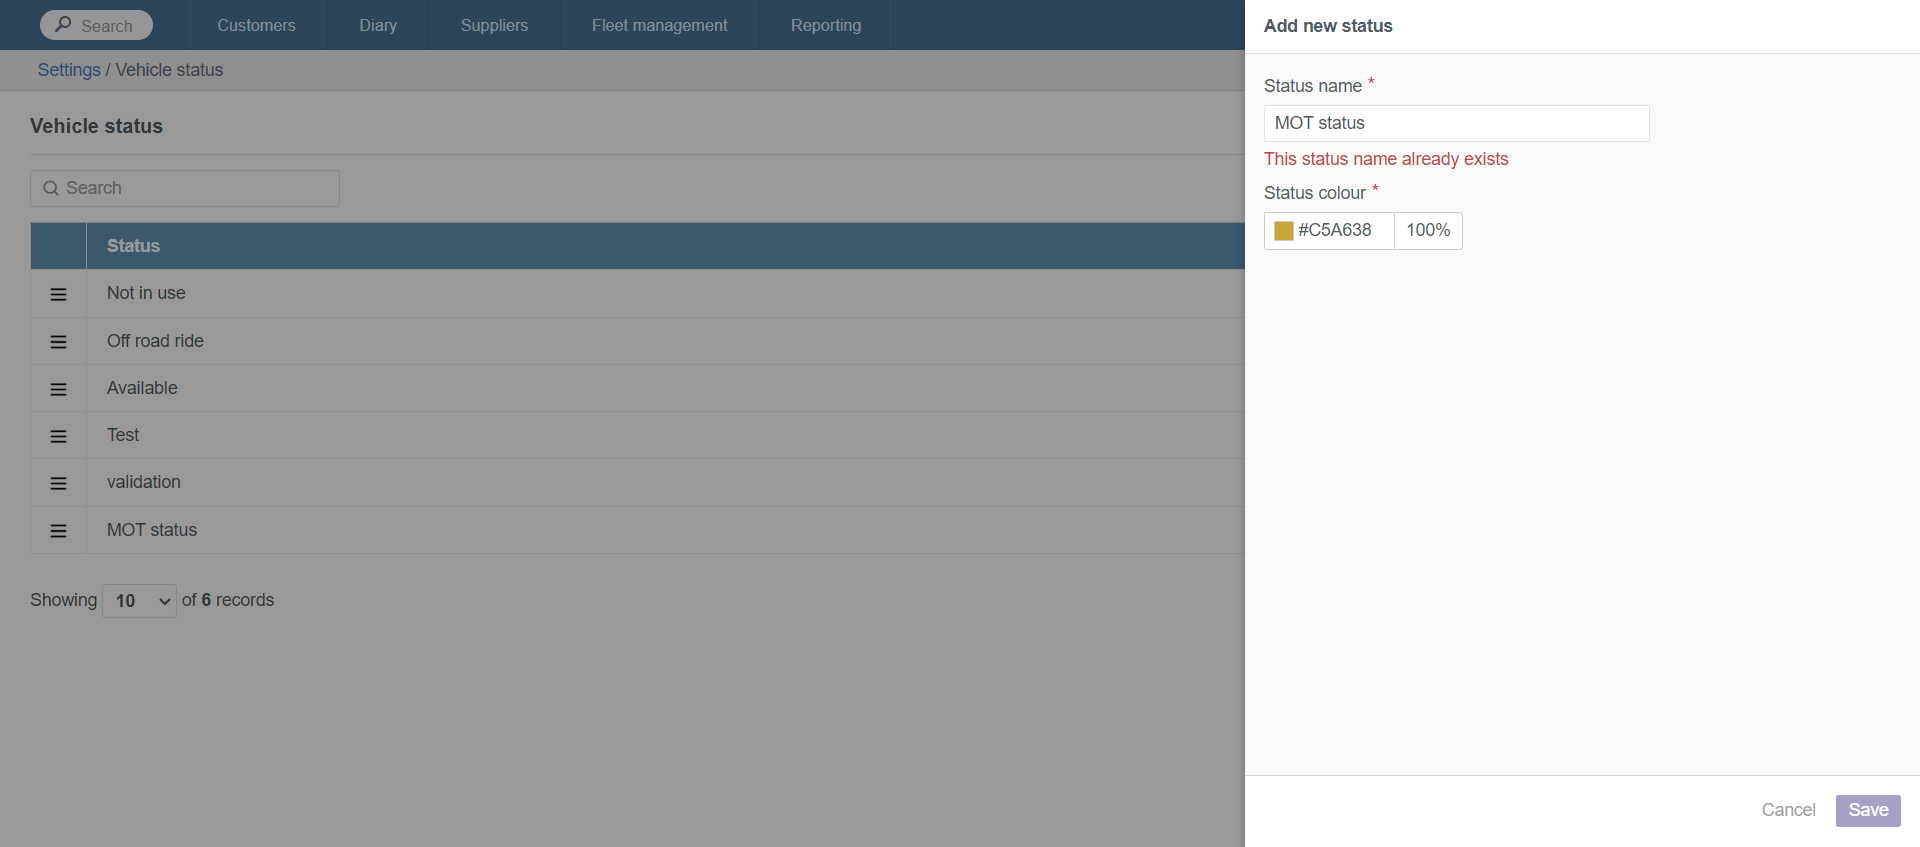 Search Customers Diary Suppliers Fleet management Reporting
Settings / Vehicle status
Vehicle status
Search
Status
Not in use
Off road ride
Available
Test
validation
MOT status
Showing 10 of 6 records
Add new status
Status name *
MOT status
This status name already exists
Status colour *
#C5A638 100%
Cancel Save